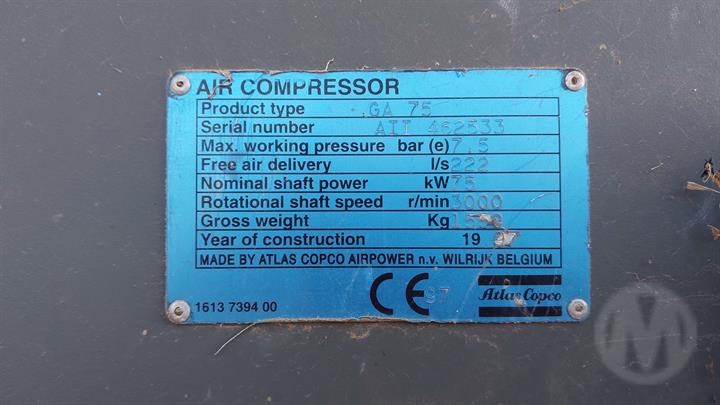 AIR COMPRESSOR
Product type GA 75
Serial number AII 462533
Max. working pressure bar (e) 7,5
Free air delivery l/s 222
Nominal shaft power kW 75
Rotational shaft speed r/min 3000
Gross weight Kg
Year of construction 19
MADE BY ATLAS COPCO AIRPOWER n.v. WILRIJK BELGIUM
CE 97
Atlas Copco
1613 7394 00
M